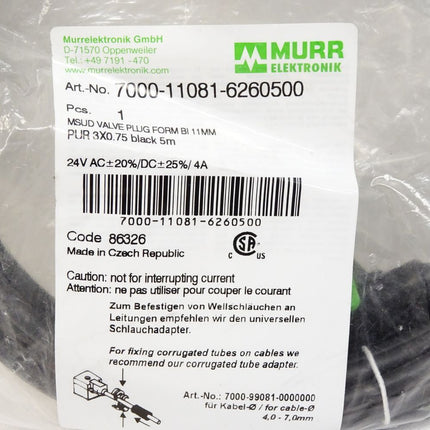 Murrelektronik GmbH
D-71570 Oppenweiler
Tel.: +49 7191 -470
www.murrelektronik.com
MURR
ELEKTRONIK
Art.-No. 7000-11081-6260500
Pcs. 1
MSUD VALVE PLUG FORM BI 11MM
PUR 3X0.75 black 5m
24V AC±20%/DC±25%/ 4A
7000-11081-6260500
Code 86326
Made in Czech Republic
C US
Caution: not for interrupting current
Attention: ne pas utiliser pour couper le courant
Zum Befestigen von Wellschläuchen an
Leitungen empfehlen wir den universellen
Schlauchadapter.
For fixing corrugated tubes on cables we
recommend our corrugated tube adapter.
Art.-No.: 7000-99081-0000000
für Kabel-Ø / for cable-Ø
4,0 - 7,0mm